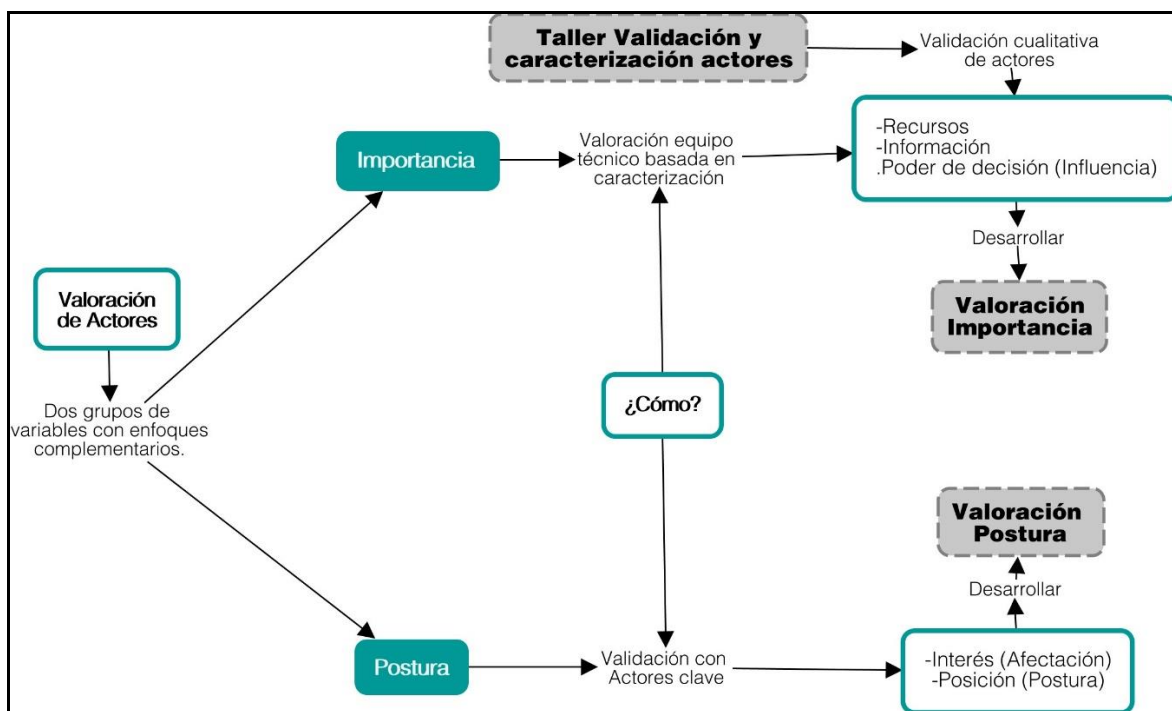 Taller Validación y
caracterización actores
Validación cualitativa
de actores
Importancia
Valoración equipo
técnico basada en
caracterización
-Recursos
-Información
.Poder de decisión (Influencia)
Desarrollar
Valoración
Importancia
Valoración
de Actores
Dos grupos de
variables con enfoques
complementarios.
¿Cómo?
Valoración
Postura
Desarrollar
Postura
Validación con
Actores clave
-Interés (Afectación)
-Posición (Postura)